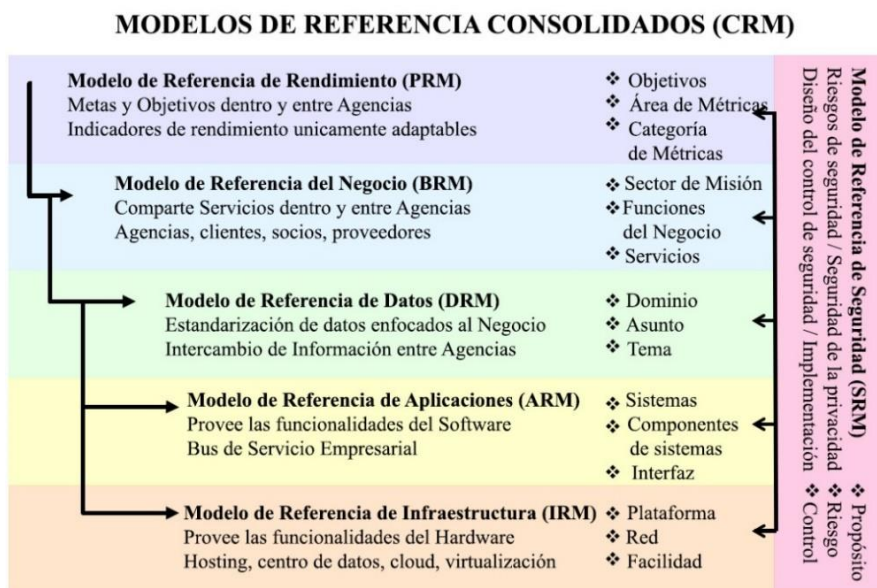 MODELOS DE REFERENCIA CONSOLIDADOS (CRM)
Modelo de Referencia de Rendimiento (PRM)
Metas y Objetivos dentro y entre Agencias
Indicadores de rendimiento unicamente adaptables
❖ Objetivos
❖ Área de Métricas
❖ Categoría
de Métricas
Modelo de Referencia del Negocio (BRM)
Comparte Servicios dentro y entre Agencias
Agencias, clientes, socios, proveedores
❖ Sector de Misión
❖ Funciones
del Negocio
❖ Servicios
Modelo de Referencia de Datos (DRM)
Estandarización de datos enfocados al Negocio
Intercambio de Información entre Agencias
❖ Dominio
❖ Asunto
❖ Tema
Modelo de Referencia de Aplicaciones (ARM)
Provee las funcionalidades del Software
Bus de Servicio Empresarial
❖ Sistemas
❖ Componentes
de sistemas
❖ Interfaz
Modelo de Referencia de Infraestructura (IRM)
Provee las funcionalidades del Hardware
Hosting, centro de datos, cloud, virtualización
❖ Plataforma
❖ Red
❖ Facilidad
Modelo de Referencia de Seguridad (SRM)
Riesgos de seguridad / Seguridad de la privacidad
Diseño del control de seguridad / Implementación
❖ Propósito
❖ Riesgo
❖ Control